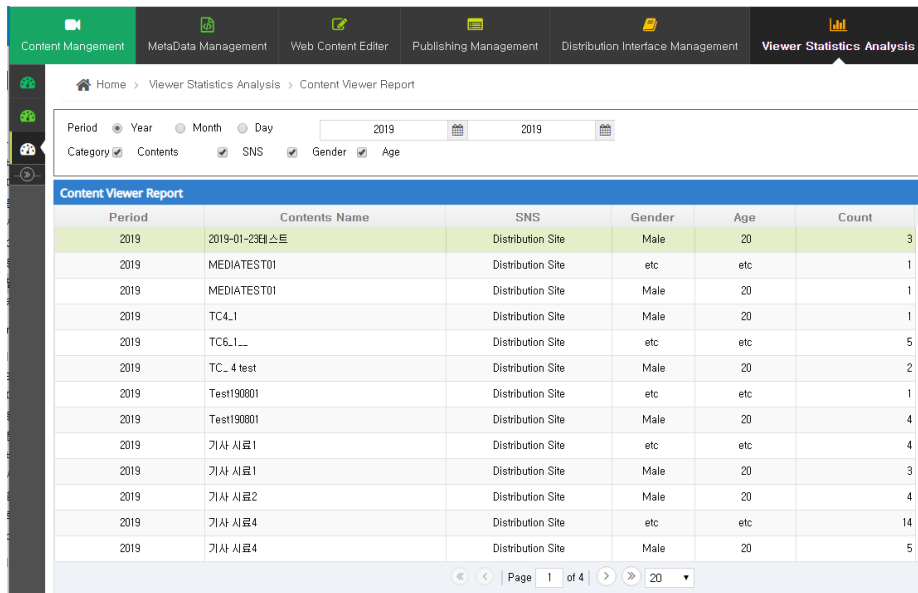 Content Mangement MetaData Management Web Content Editer Publishing Management Distribution Interface Management Viewer Statistics Analysis
Home > Viewer Statistics Analysis > Content Viewer Report
Period Year Month Day 2019 2019
Category Contents SNS Gender Age
Content Viewer Report
Period Contents Name SNS Gender Age Count
2019 2019-01-23테스트 Distribution Site Male 20 3
2019 MEDIATEST01 Distribution Site etc etc 1
2019 MEDIATEST01 Distribution Site Male 20 1
2019 TC4_1 Distribution Site Male 20 1
2019 TC6_1__ Distribution Site etc etc 5
2019 TC_ 4 test Distribution Site Male 20 2
2019 Test190801 Distribution Site etc etc 1
2019 Test190801 Distribution Site Male 20 4
2019 기사 시료1 Distribution Site etc etc 4
2019 기사 시료1 Distribution Site Male 20 3
2019 기사 시료2 Distribution Site Male 20 4
2019 기사 시료4 Distribution Site etc etc 14
2019 기사 시료4 Distribution Site Male 20 5
Page 1 of 4 20